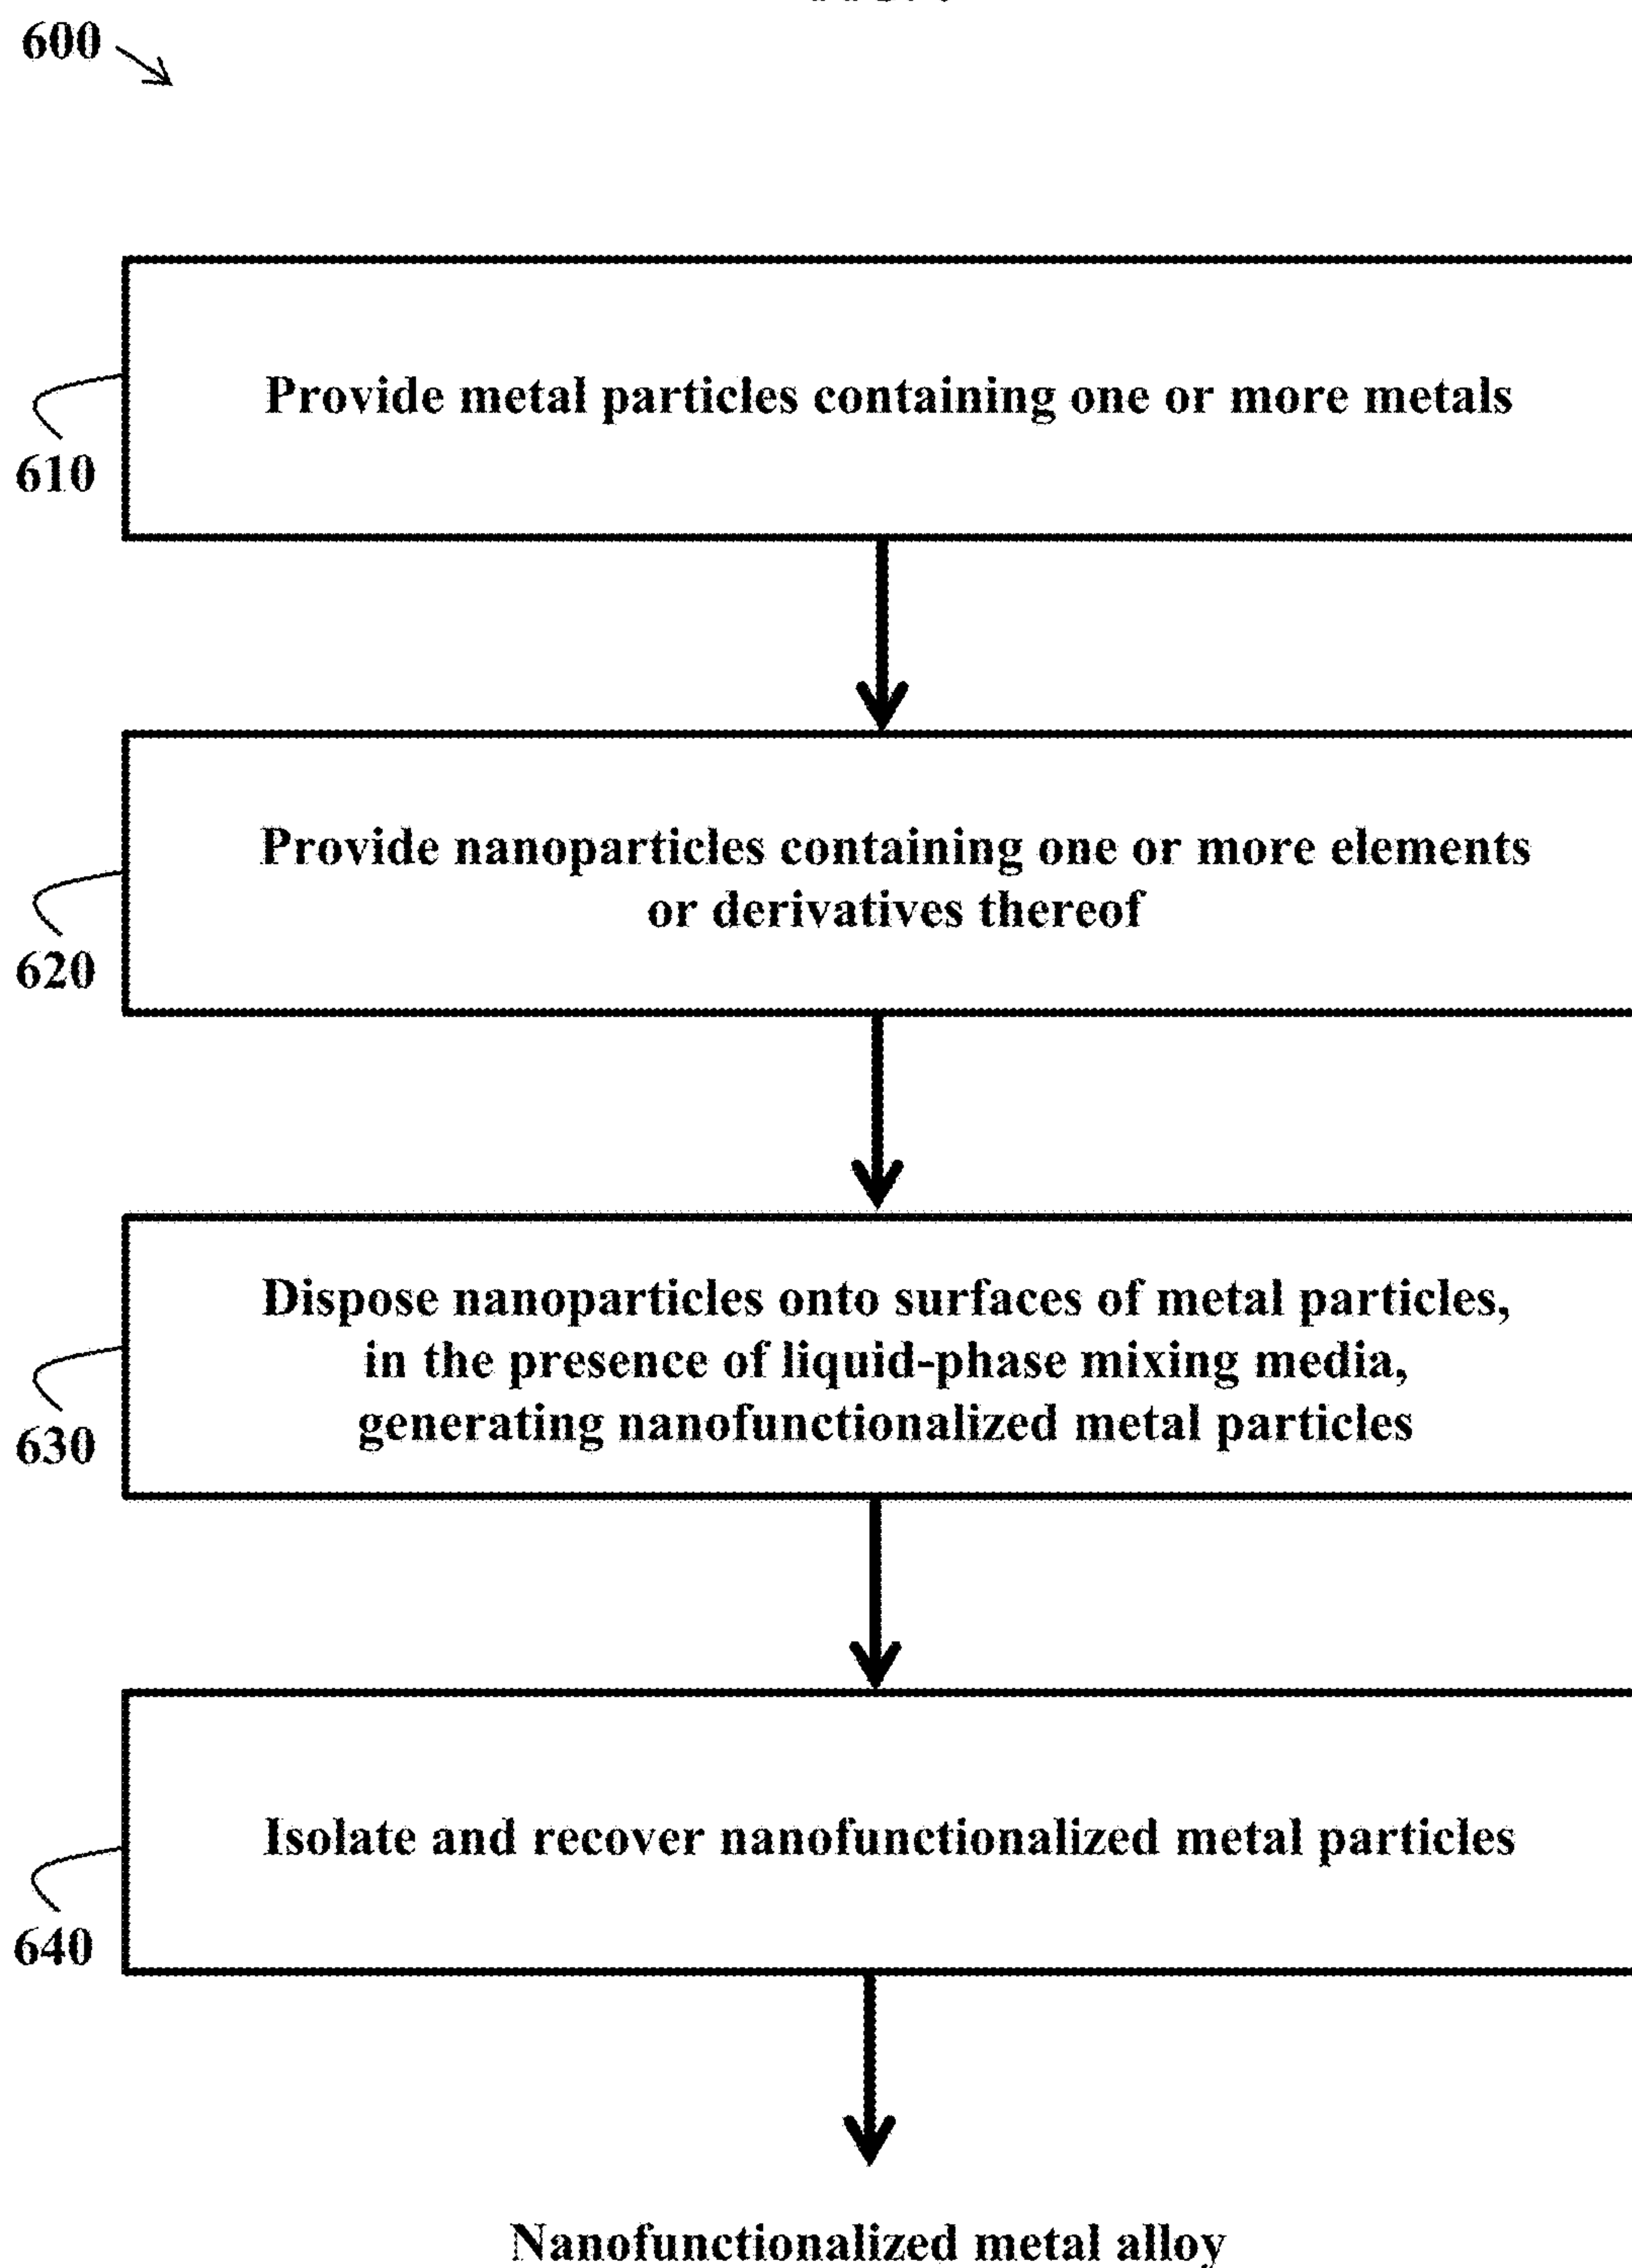 600
Provide metal particles containing one or more metals
610
Provide nanoparticles containing one or more elements
or derivatives thereof
620
Dispose nanoparticles onto surfaces of metal particles,
in the presence of liquid-phase mixing media,
generating nanofunctionalized metal particles
630
Isolate and recover nanofunctionalized metal particles
640
Nanofunctionalized metal alloy